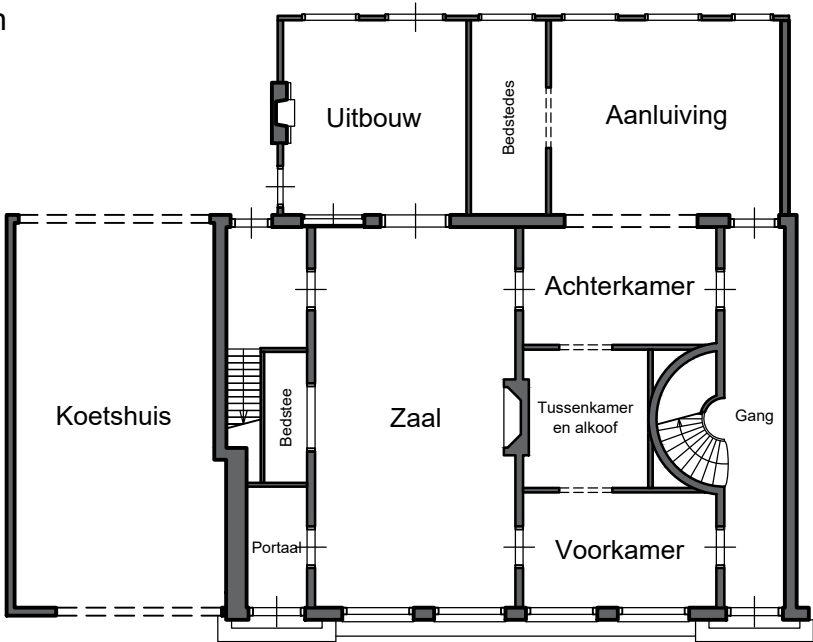 n
Uitbouw
Bedstedes
Aanluiving
Achterkamer
Koetshuis
Bedstee
Zaal
Tussenkamer
en alkoof
Gang
Portaal
Voorkamer